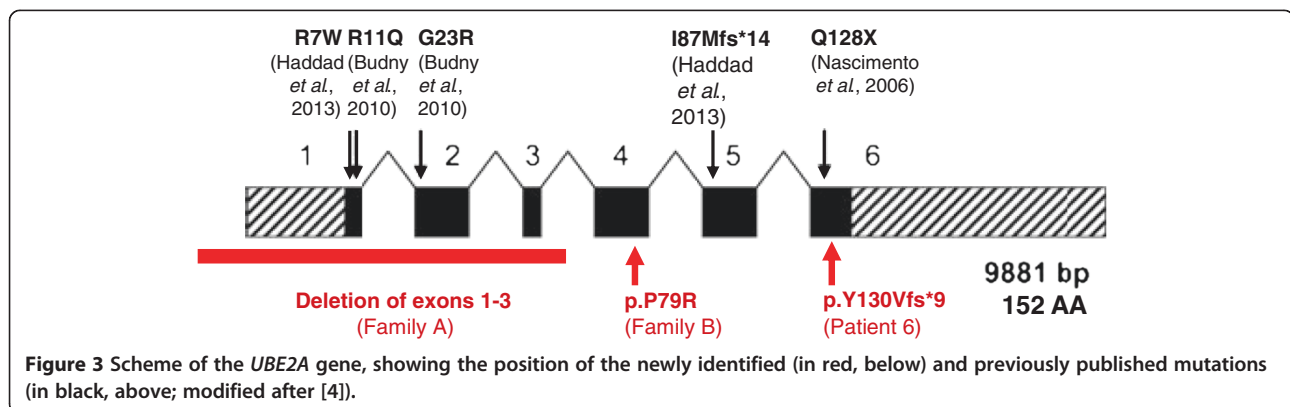 R7W R11Q G23R I87Mfs*14 Q128X
(Haddad (Budny (Budny (Haddad (Nascimento
et al., et al., et al., et al., et al., 2006)
2013) 2010) 2010) 2013)
1 2 3 4 5 6
9881 bp
152 AA
Deletion of exons 1-3 p.P79R p.Y130Vfs*9
(Family A) (Family B) (Patient 6)
Figure 3 Scheme of the UBE2A gene, showing the position of the newly identified (in red, below) and previously published mutations
(in black, above; modified after [4]).